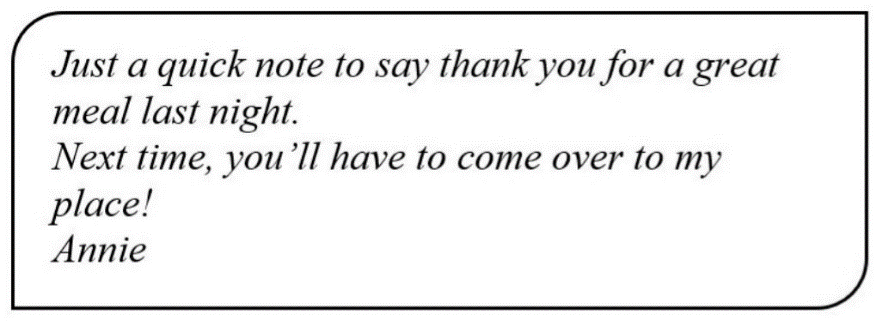 Just a quick note to say thank you for a great
meal last night.
Next time, you’ll have to come over to my
place!
Annie